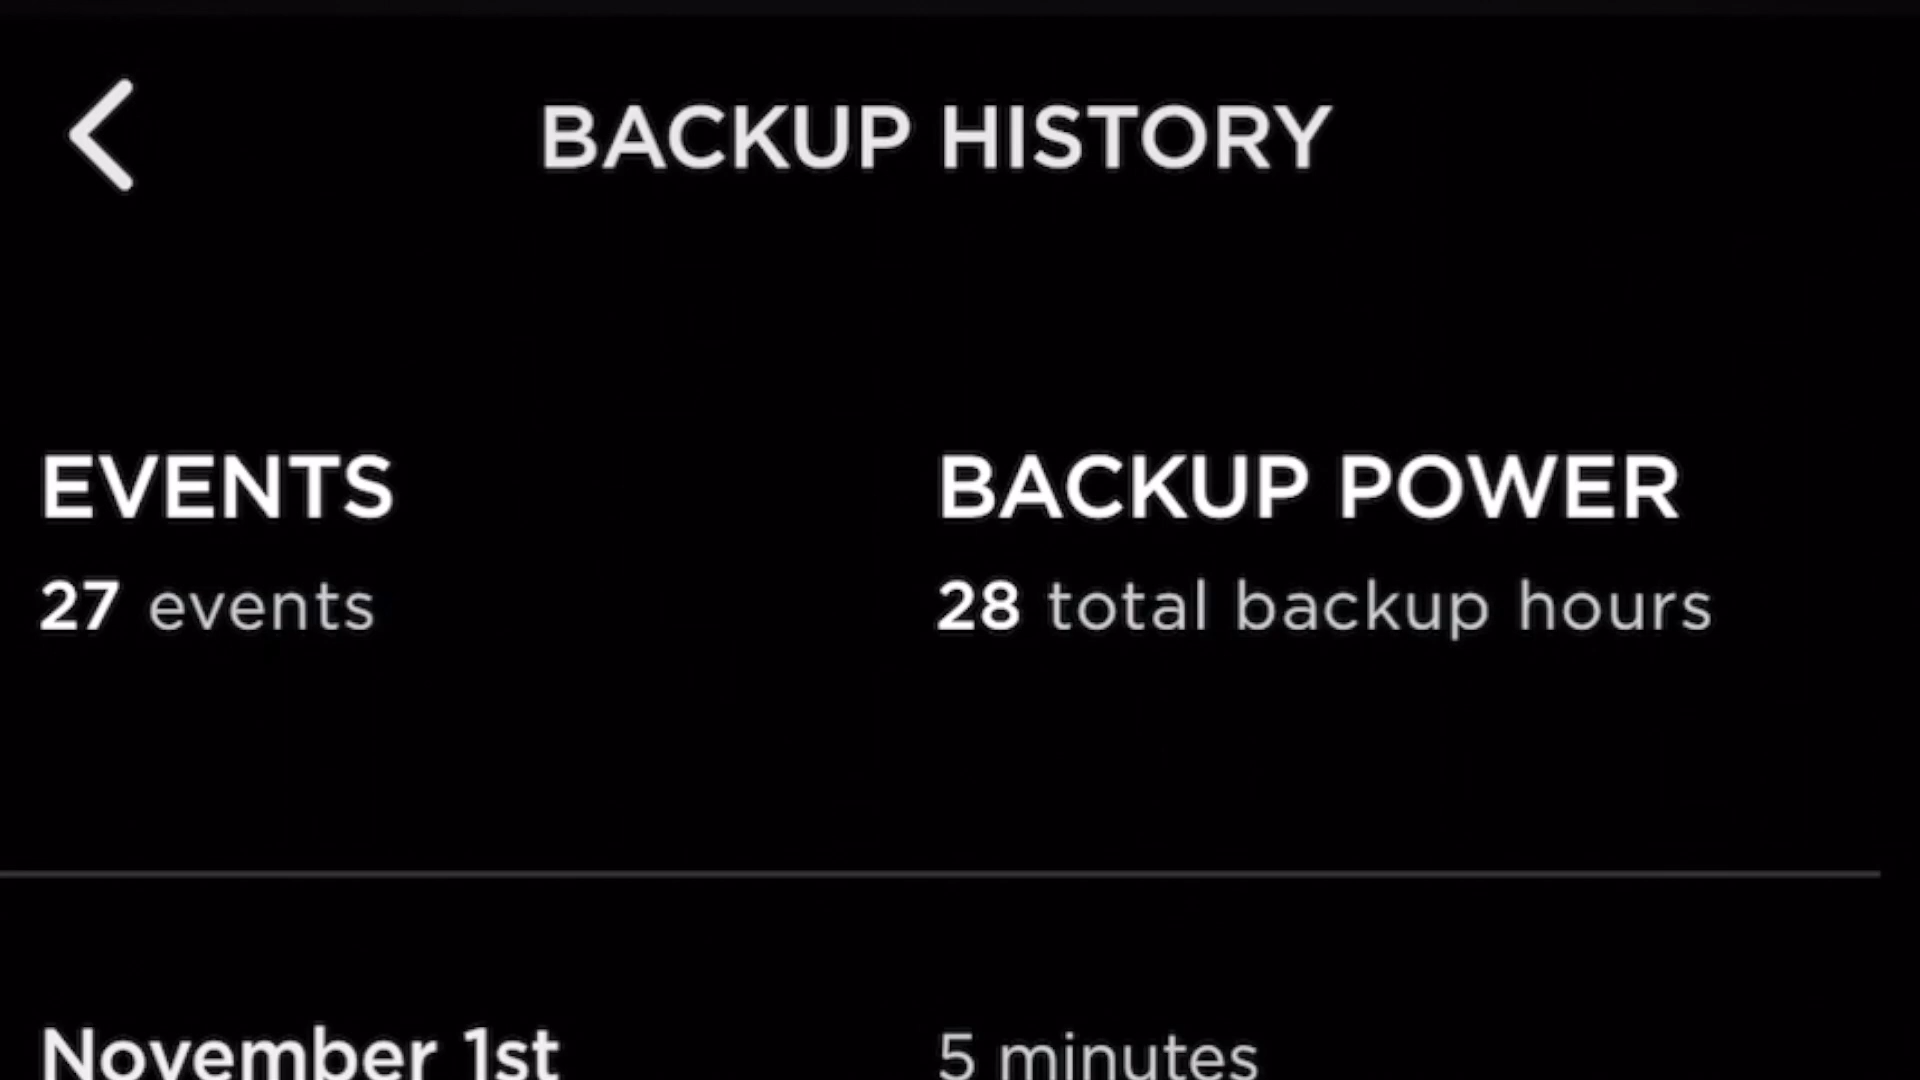 BACKUP HISTORY
EVENTS
BACKUP POWER
27 events
28 total backup hours
November 1st
5 minutes